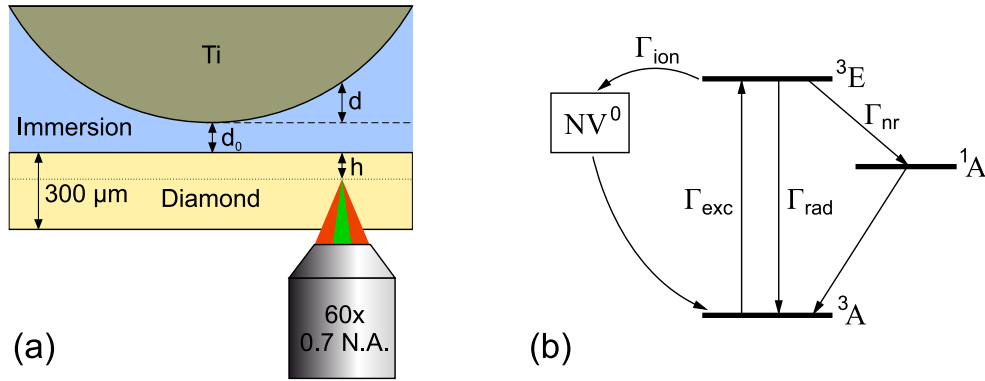 Ti
d
Immersion
d₀
h
300 μm
Diamond
60x
0.7 N.A.
(a)
Γion
³E
NV⁰
Γnr
¹A
Γexc
Γrad
³A
(b)